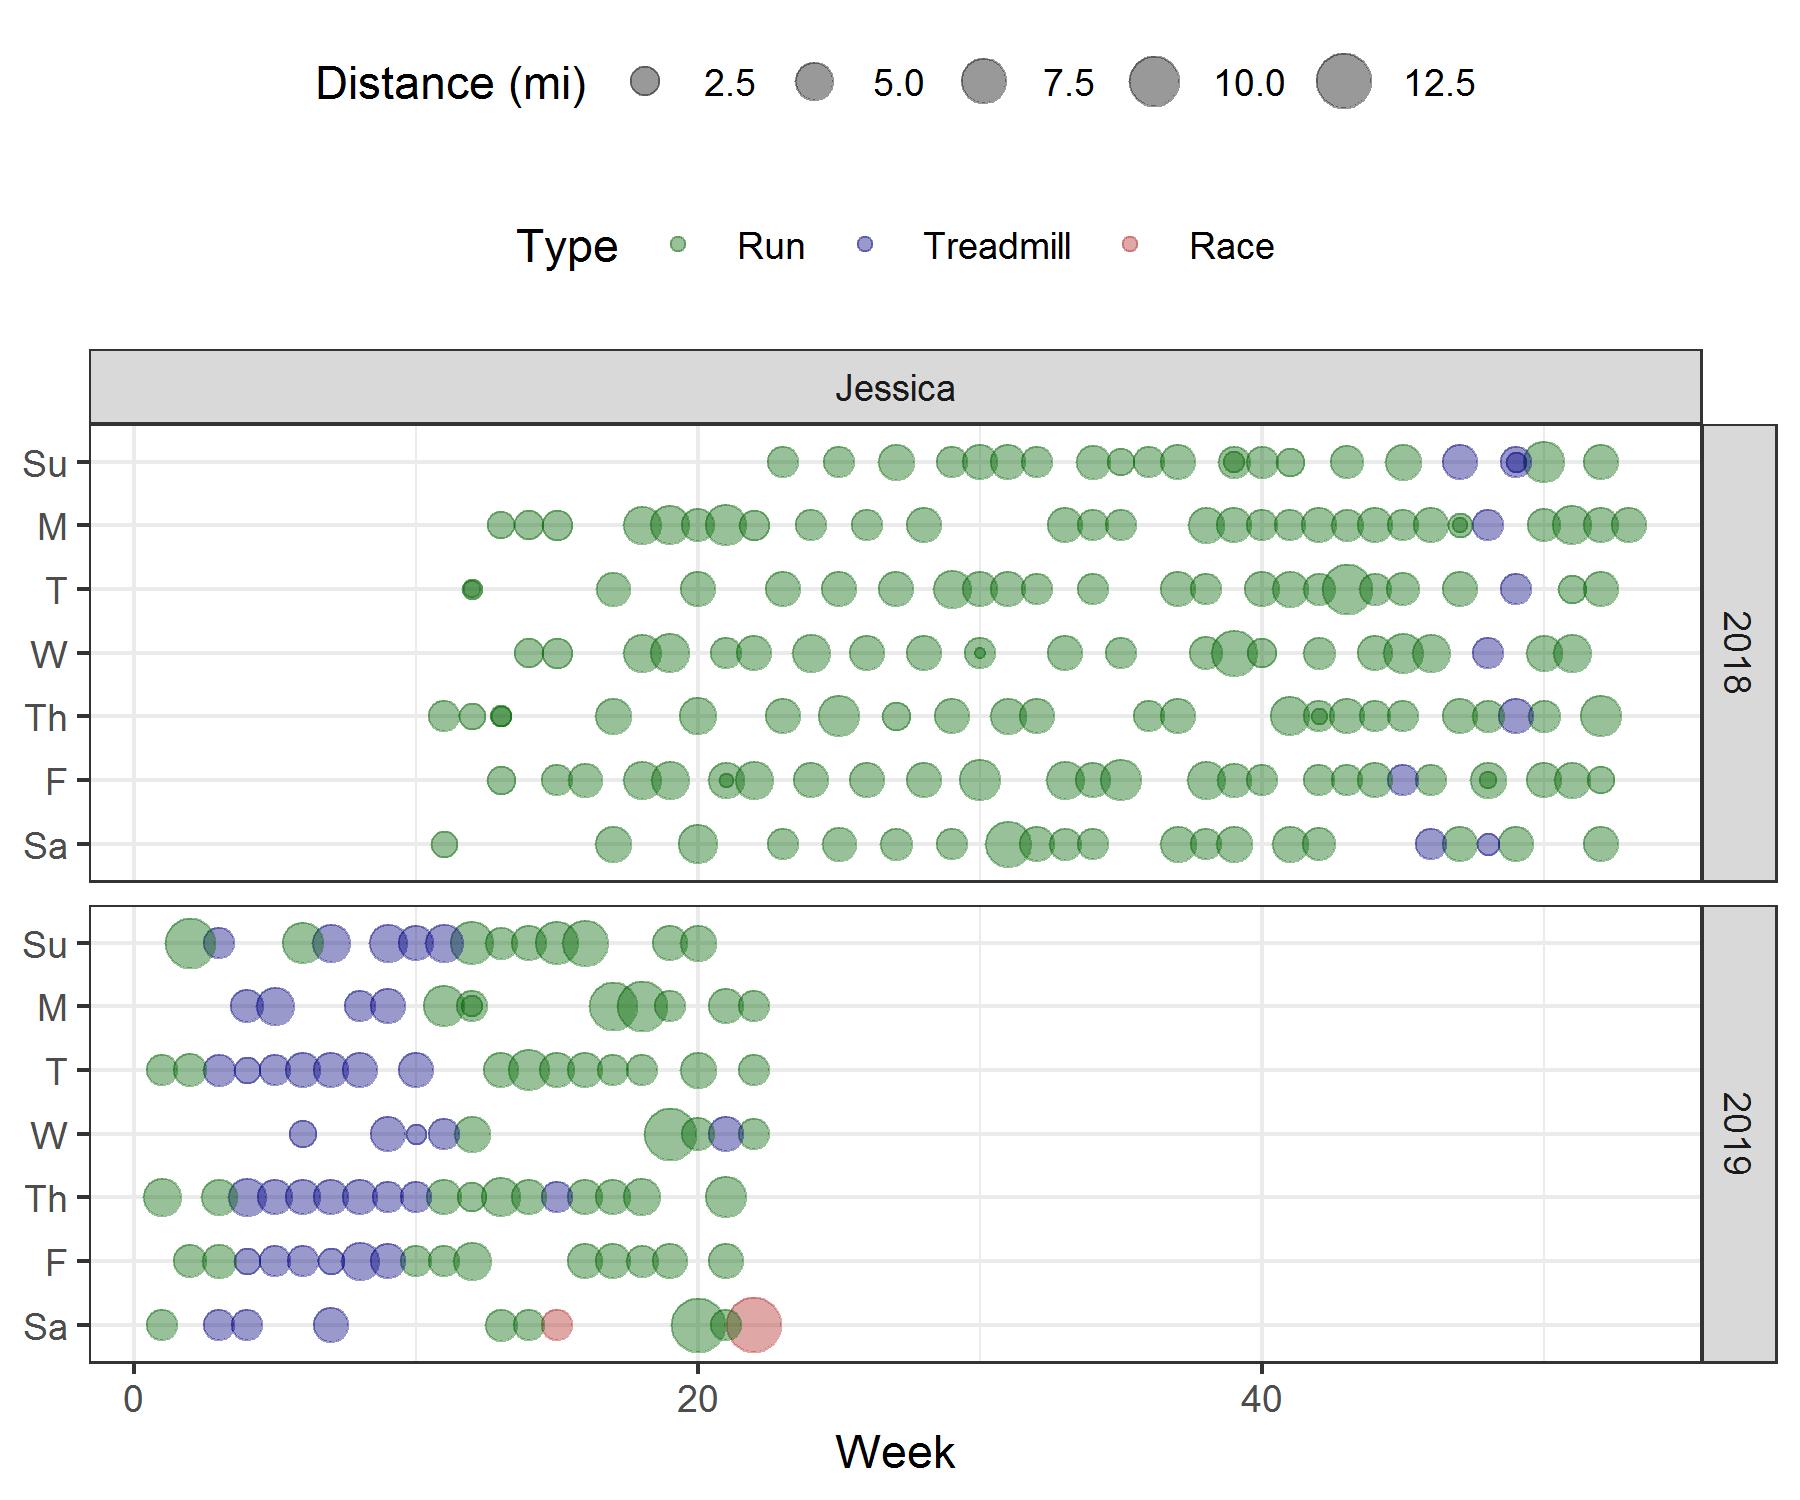 Distance (mi) 2.5 5.0 7.5 10.0 12.5
Type Run Treadmill Race
Jessica
Su
M
T
W
Th
F
Sa
2018
Su
M
T
W
Th
F
Sa
2019
0 20 40
Week